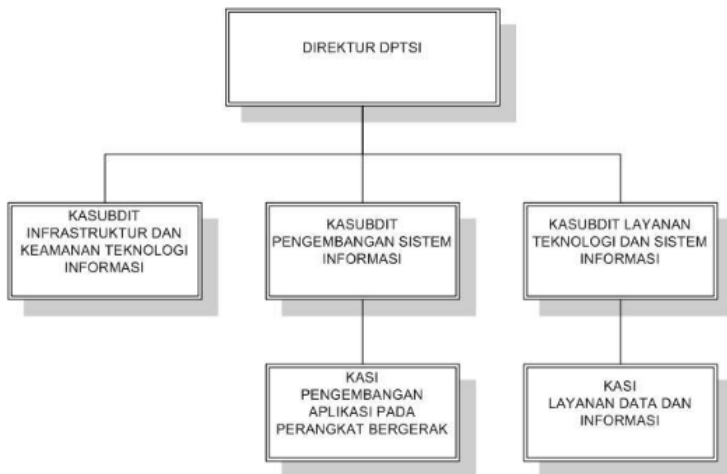 DIREKTUR DPTSI
KASUBDIT
INFRASTRUKTUR DAN
KEAMANAN TEKNOLOGI
INFORMASI
KASUBDIT
PENGEMBANGAN SISTEM
INFORMASI
KASUBDIT LAYANAN
TEKNOLOGI DAN SISTEM
INFORMASI
KASI
PENGEMBANGAN
APLIKASI PADA
PERANGKAT BERGERAK
KASI
LAYANAN DATA DAN
INFORMASI